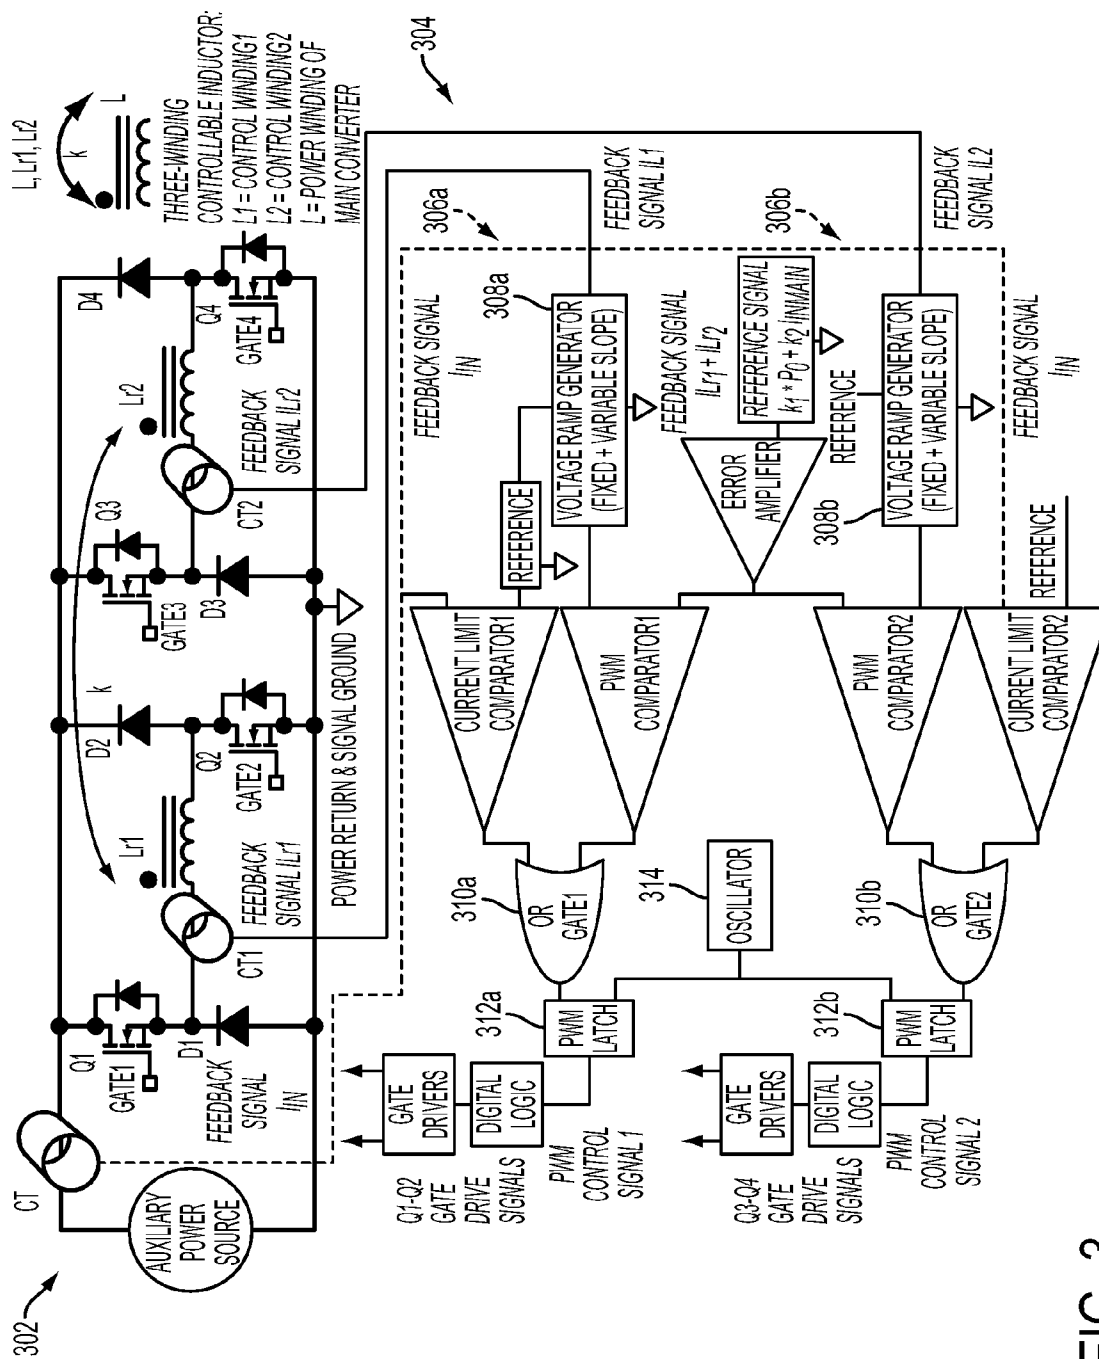 302
CT
AUXILIARY
POWER
SOURCE
Q1
GATE1
D1
FEEDBACK
SIGNAL
IIN
CT1
Lr1
FEEDBACK
SIGNAL ILr1
D2
k
Q2
GATE2
POWER RETURN & SIGNAL GROUND
Q3
GATE3
D3
CT2
Lr2
FEEDBACK
SIGNAL ILr2
D4
Q4
GATE4
L, Lr1, Lr2
k
L
THREE-WINDING
CONTROLLABLE INDUCTOR:
L1 = CONTROL WINDING1
L2 = CONTROL WINDING2
L = POWER WINDING OF
MAIN CONVERTER
304
Q1-Q2
GATE
DRIVE
SIGNALS
GATE
DRIVERS
DIGITAL
LOGIC
PWM
CONTROL
SIGNAL 1
312a
PWM
LATCH
310a
OR
GATE1
CURRENT LIMIT
COMPARATOR1
PWM
COMPARATOR1
REFERENCE
308a
VOLTAGE RAMP GENERATOR
(FIXED + VARIABLE SLOPE)
FEEDBACK SIGNAL
IIN
306a
FEEDBACK
SIGNAL IL1
FEEDBACK SIGNAL
ILr1 + ILr2
314
OSCILLATOR
ERROR
AMPLIFIER
REFERENCE SIGNAL
k1 * P0 + k2 IINMAIN
306b
Q3-Q4
GATE
DRIVE
SIGNALS
GATE
DRIVERS
DIGITAL
LOGIC
PWM
CONTROL
SIGNAL 2
312b
PWM
LATCH
310b
OR
GATE2
PWM
COMPARATOR2
CURRENT LIMIT
COMPARATOR2
REFERENCE
308b
VOLTAGE RAMP GENERATOR
(FIXED + VARIABLE SLOPE)
FEEDBACK
SIGNAL IL2
REFERENCE
FEEDBACK SIGNAL
IIN
FIG. 3